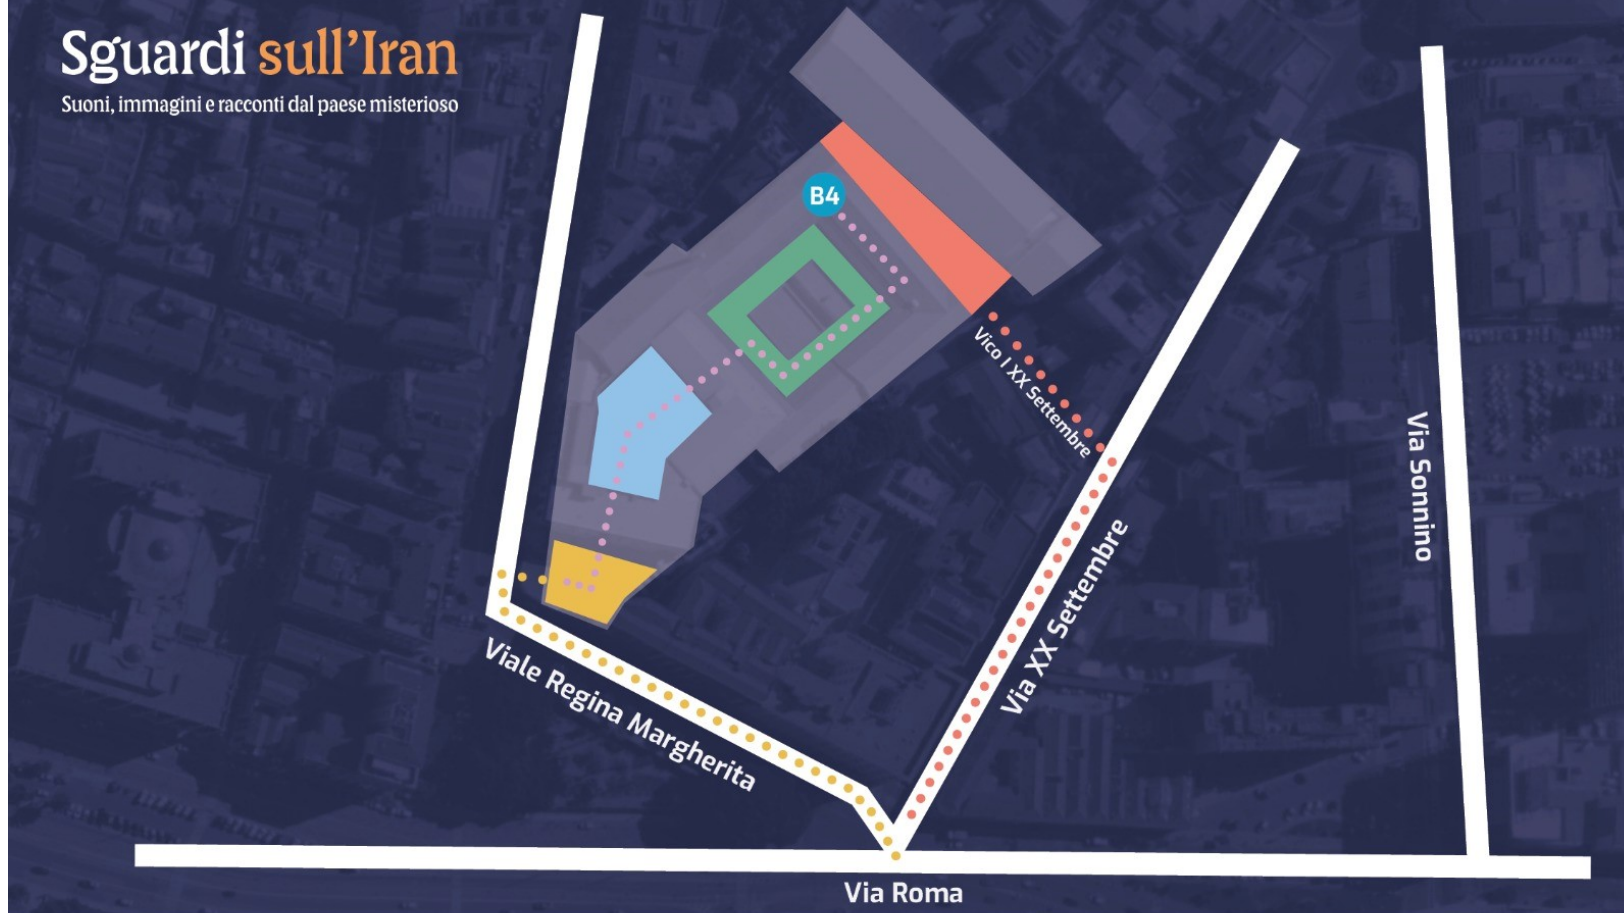 Sguardi sull'Iran
Suoni, immagini e racconti dal paese misterioso
B4
Vico I XX Settembre
Via Sonnino
Via XX Settembre
Viale Regina Margherita
Via Roma